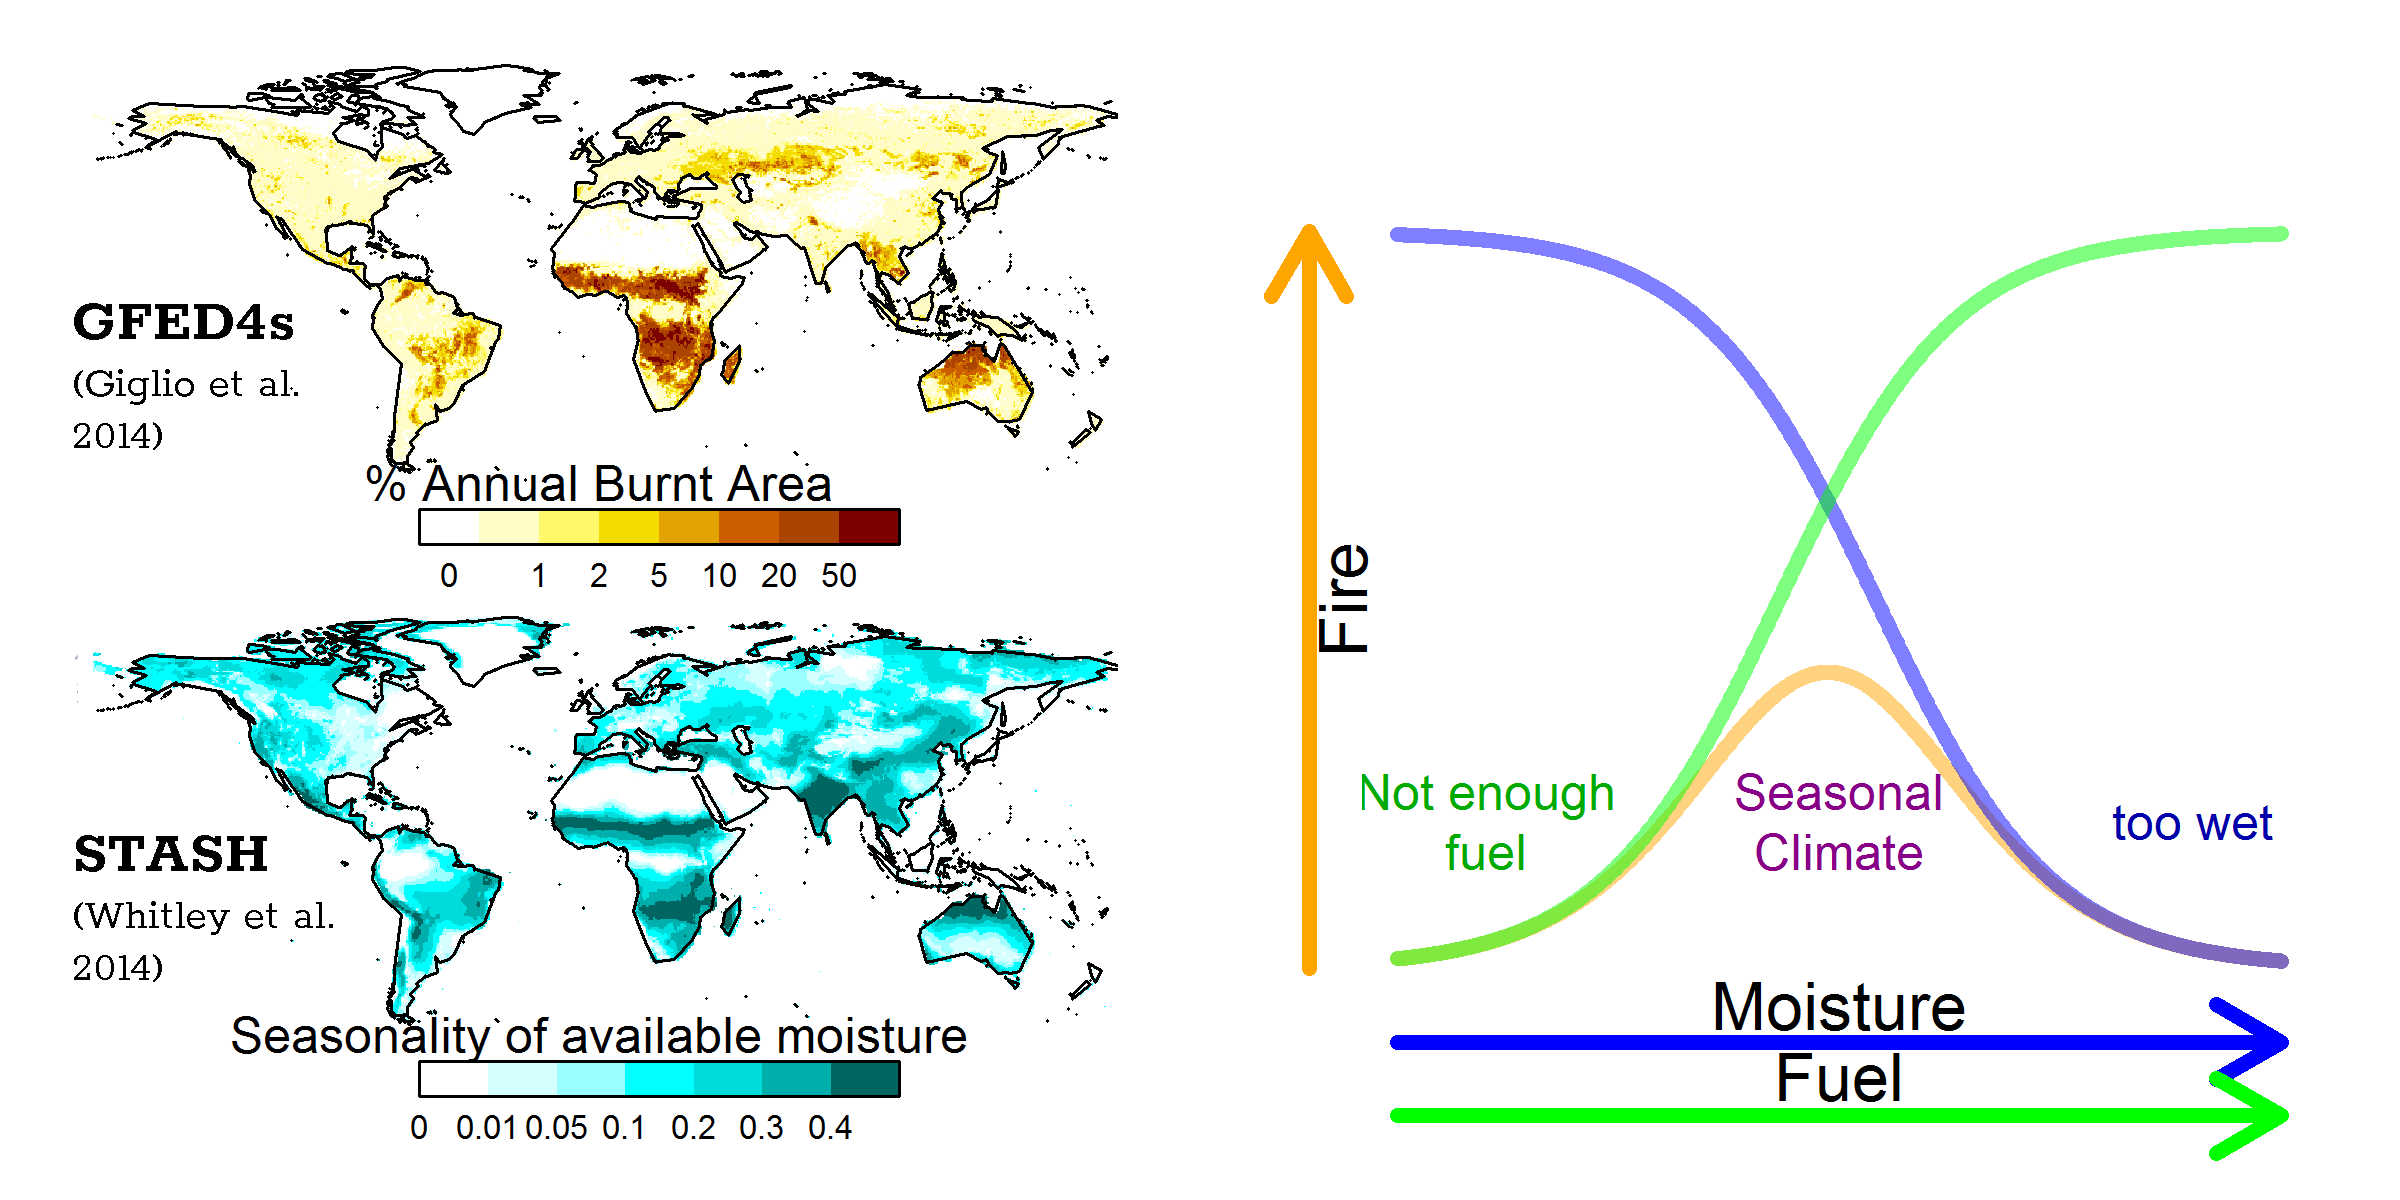 GFED4s
(Giglio et al.
2014)
% Annual Burnt Area
0 1 2 5 10 20 50
STASH
(Whitley et al.
2014)
Seasonality of available moisture
0 0.01 0.05 0.1 0.2 0.3 0.4
Fire
Not enough
fuel
Seasonal
Climate
too wet
Moisture
Fuel